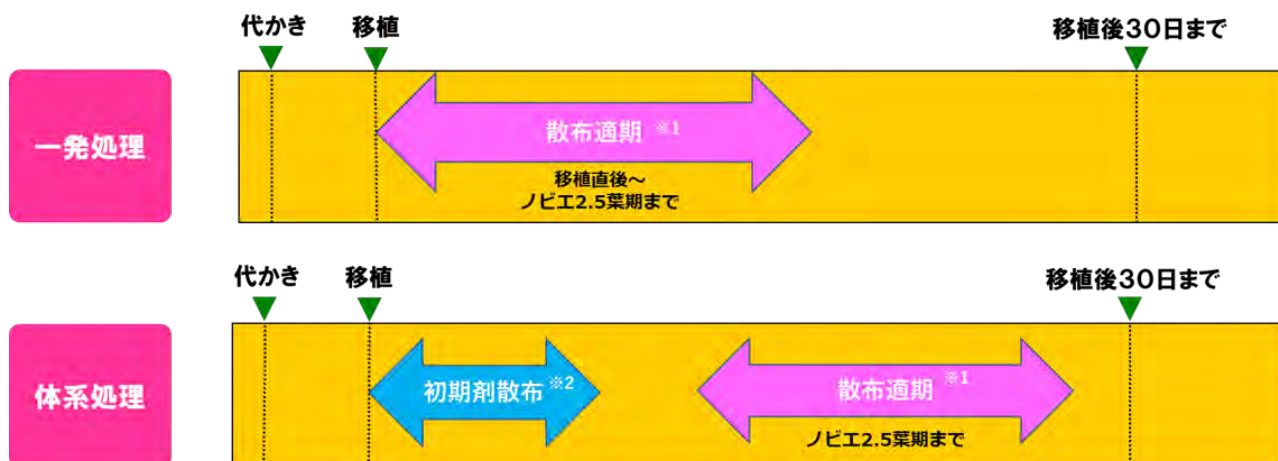 代かき 移植 移植後30日まで
一発処理
散布適期 ※1
移植直後～
ノビエ2.5葉期まで
代かき 移植 移植後30日まで
体系処理
初期剤散布※2
散布適期 ※1
ノビエ2.5葉期まで